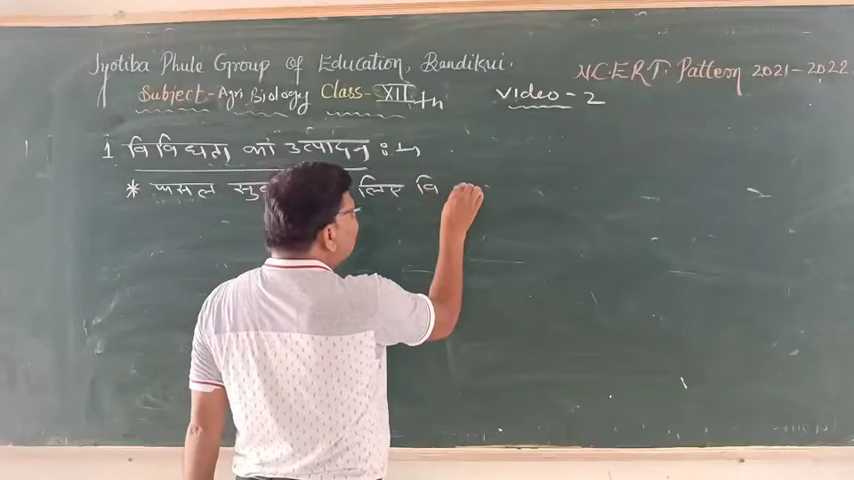 Jyotiba Phule Group of Education, Bandikui.
NCERT Pattern 2021-2022
Subject - Agri Biology Class - XII th
Video - 2
1 विविधता का उत्पादन :-
* फसल लिए वि